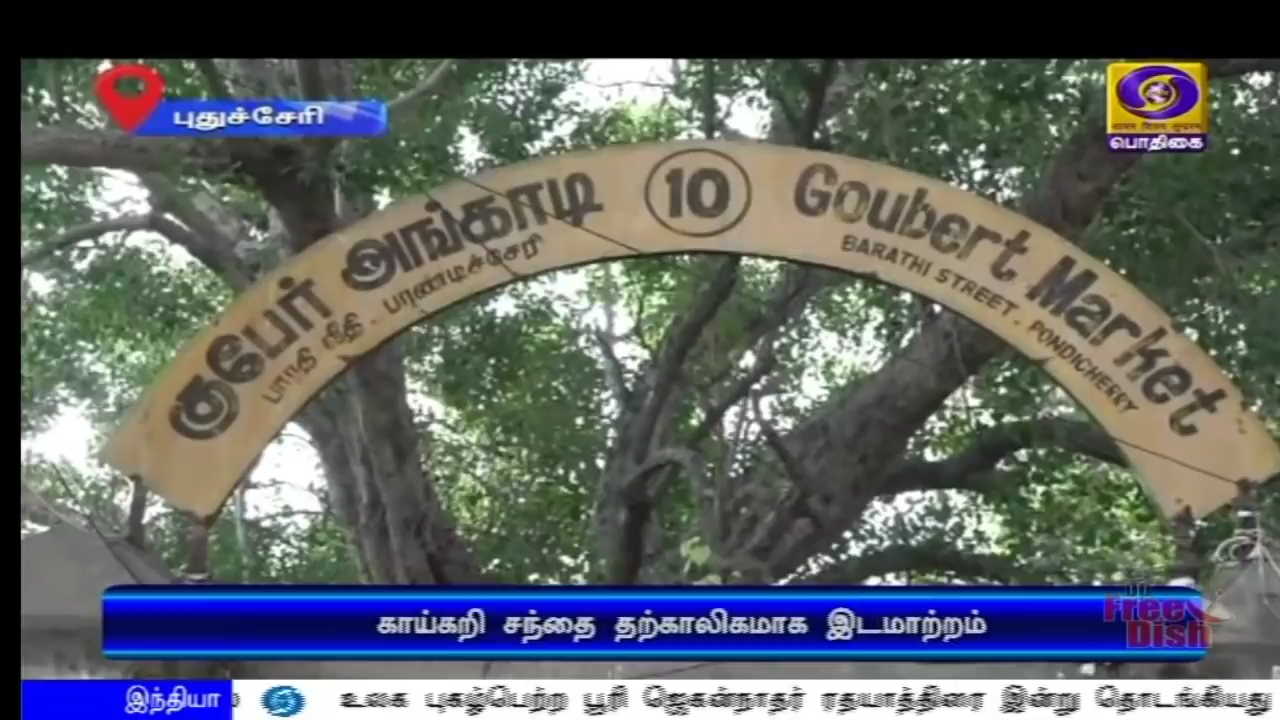 புதுச்சேரி
பொதிகை
குபேர் அங்காடி
பாரதி வீதி . பாண்டிச்சேரி
10
Goubert Market
BARATHI STREET . PONDICHERRY
காய்கறி சந்தை தற்காலிகமாக இடமாற்றம்
Free Dish
இந்தியா
உலக புகழ்பெற்ற பூரி ஜெகன்நாதர் ரதயாத்திரை இன்று தொடங்கியது